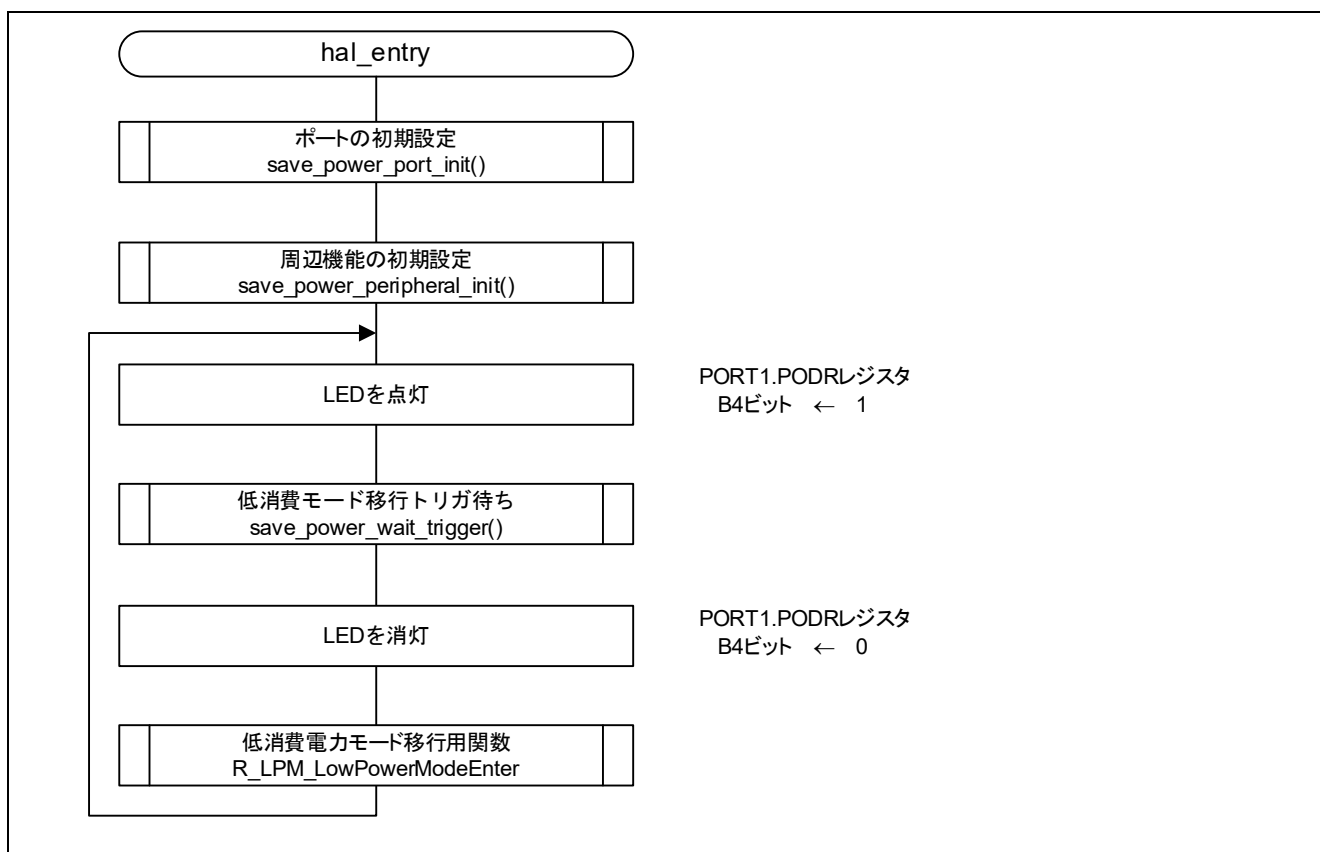 hal_entry
ポートの初期設定
save_power_port_init()
周辺機能の初期設定
save_power_peripheral_init()
LEDを点灯
PORT1.PODRレジスタ
B4ビット ← 1
低消費モード移行トリガ待ち
save_power_wait_trigger()
LEDを消灯
PORT1.PODRレジスタ
B4ビット ← 0
低消費電力モード移行用関数
R_LPM_LowPowerModeEnter